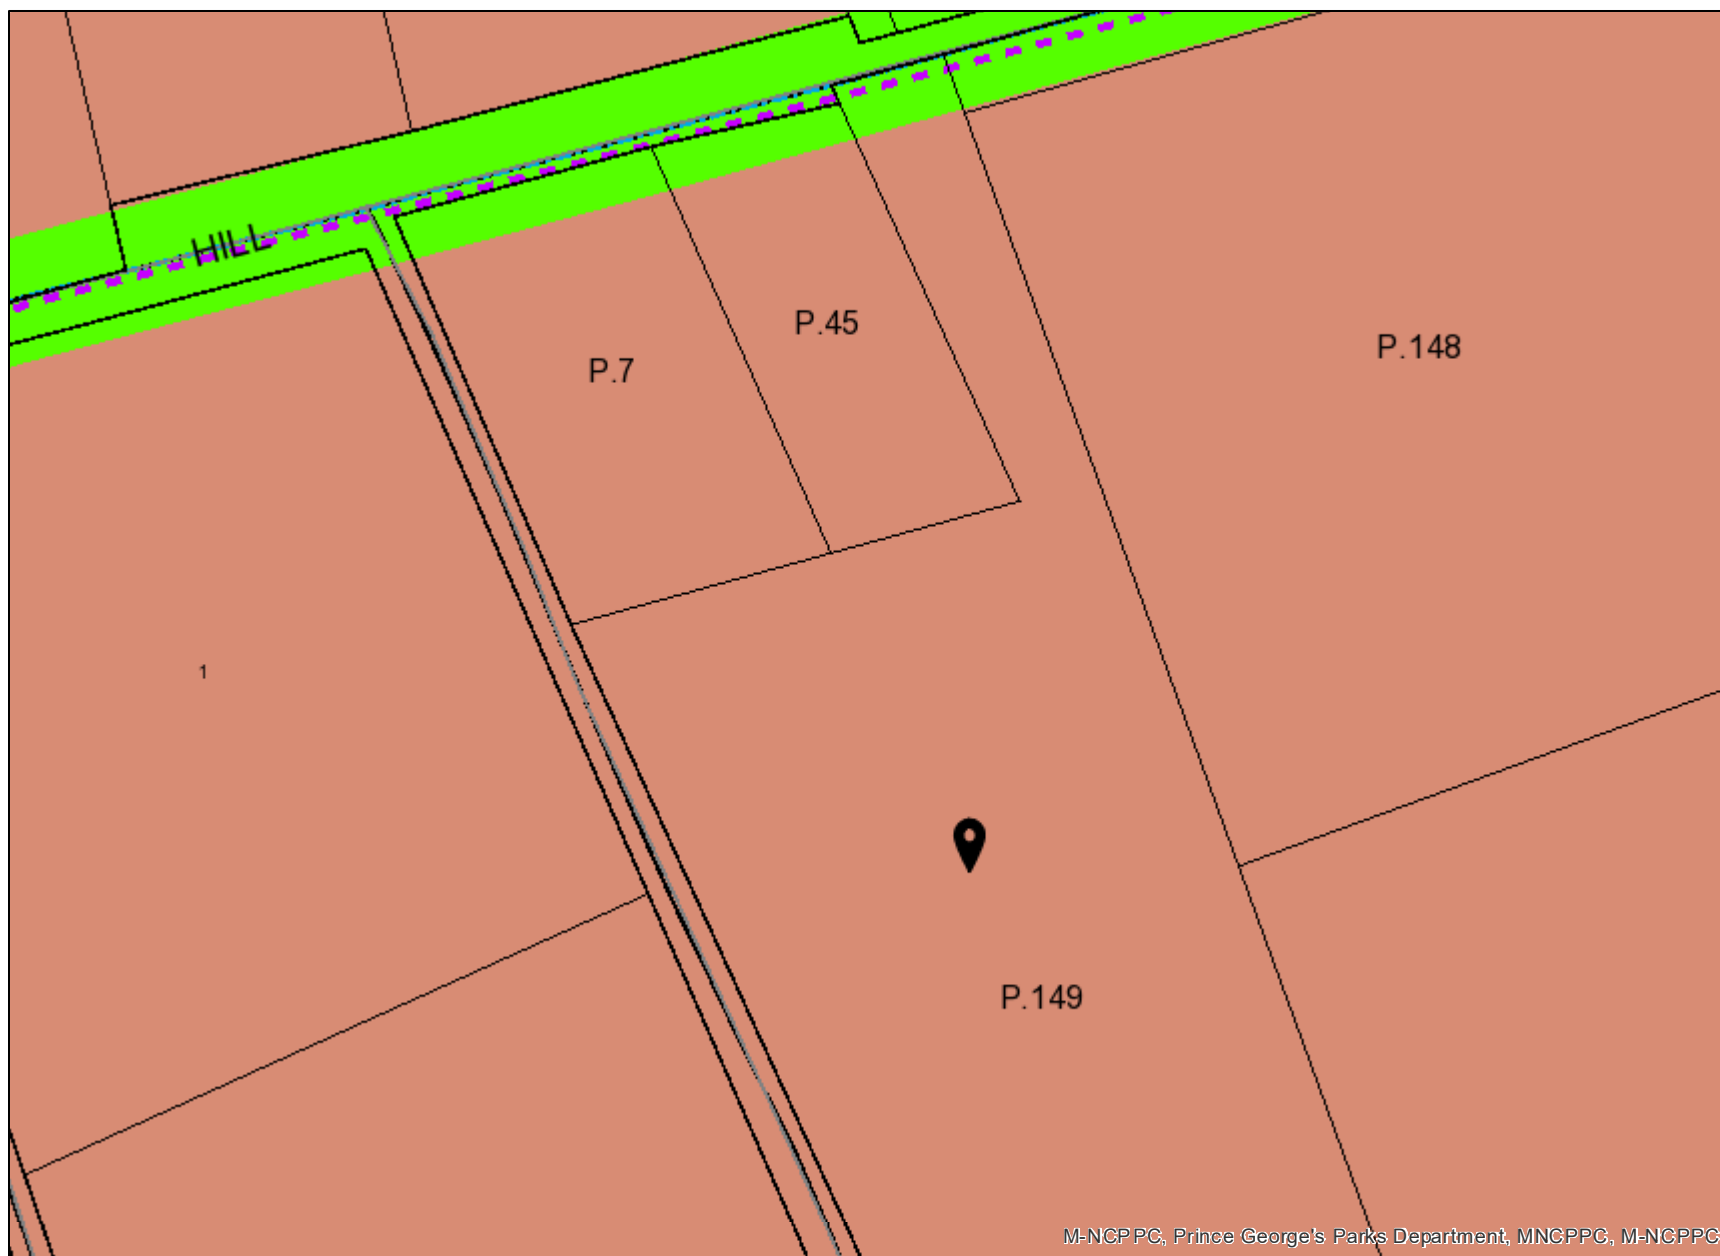 HILL
P.45
P.148
P.7
1
P.149
M-NCPPC, Prince George's Parks Department, MNCPPC, M-NCPPC